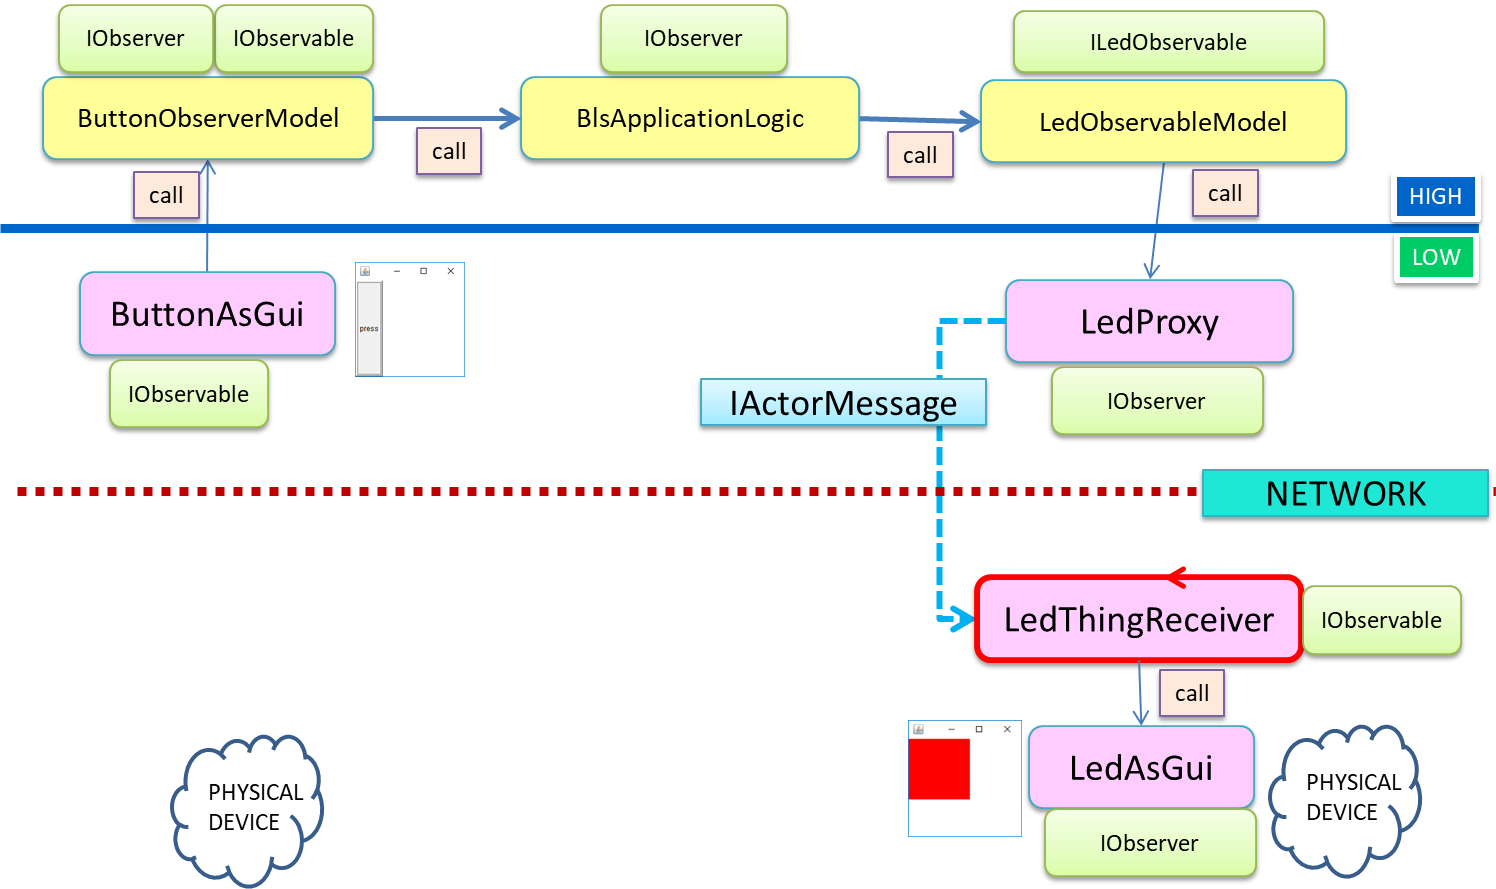 IObserver
IObservable
IObserver
ILedObservable
ButtonObserverModel
BlsApplicationLogic
LedObservableModel
call
call
call
call
HIGH
LOW
ButtonAsGui
press
LedProxy
IObservable
IActorMessage
IObserver
NETWORK
LedThingReceiver
IObservable
call
LedAsGui
IObserver
PHYSICAL
DEVICE
PHYSICAL
DEVICE